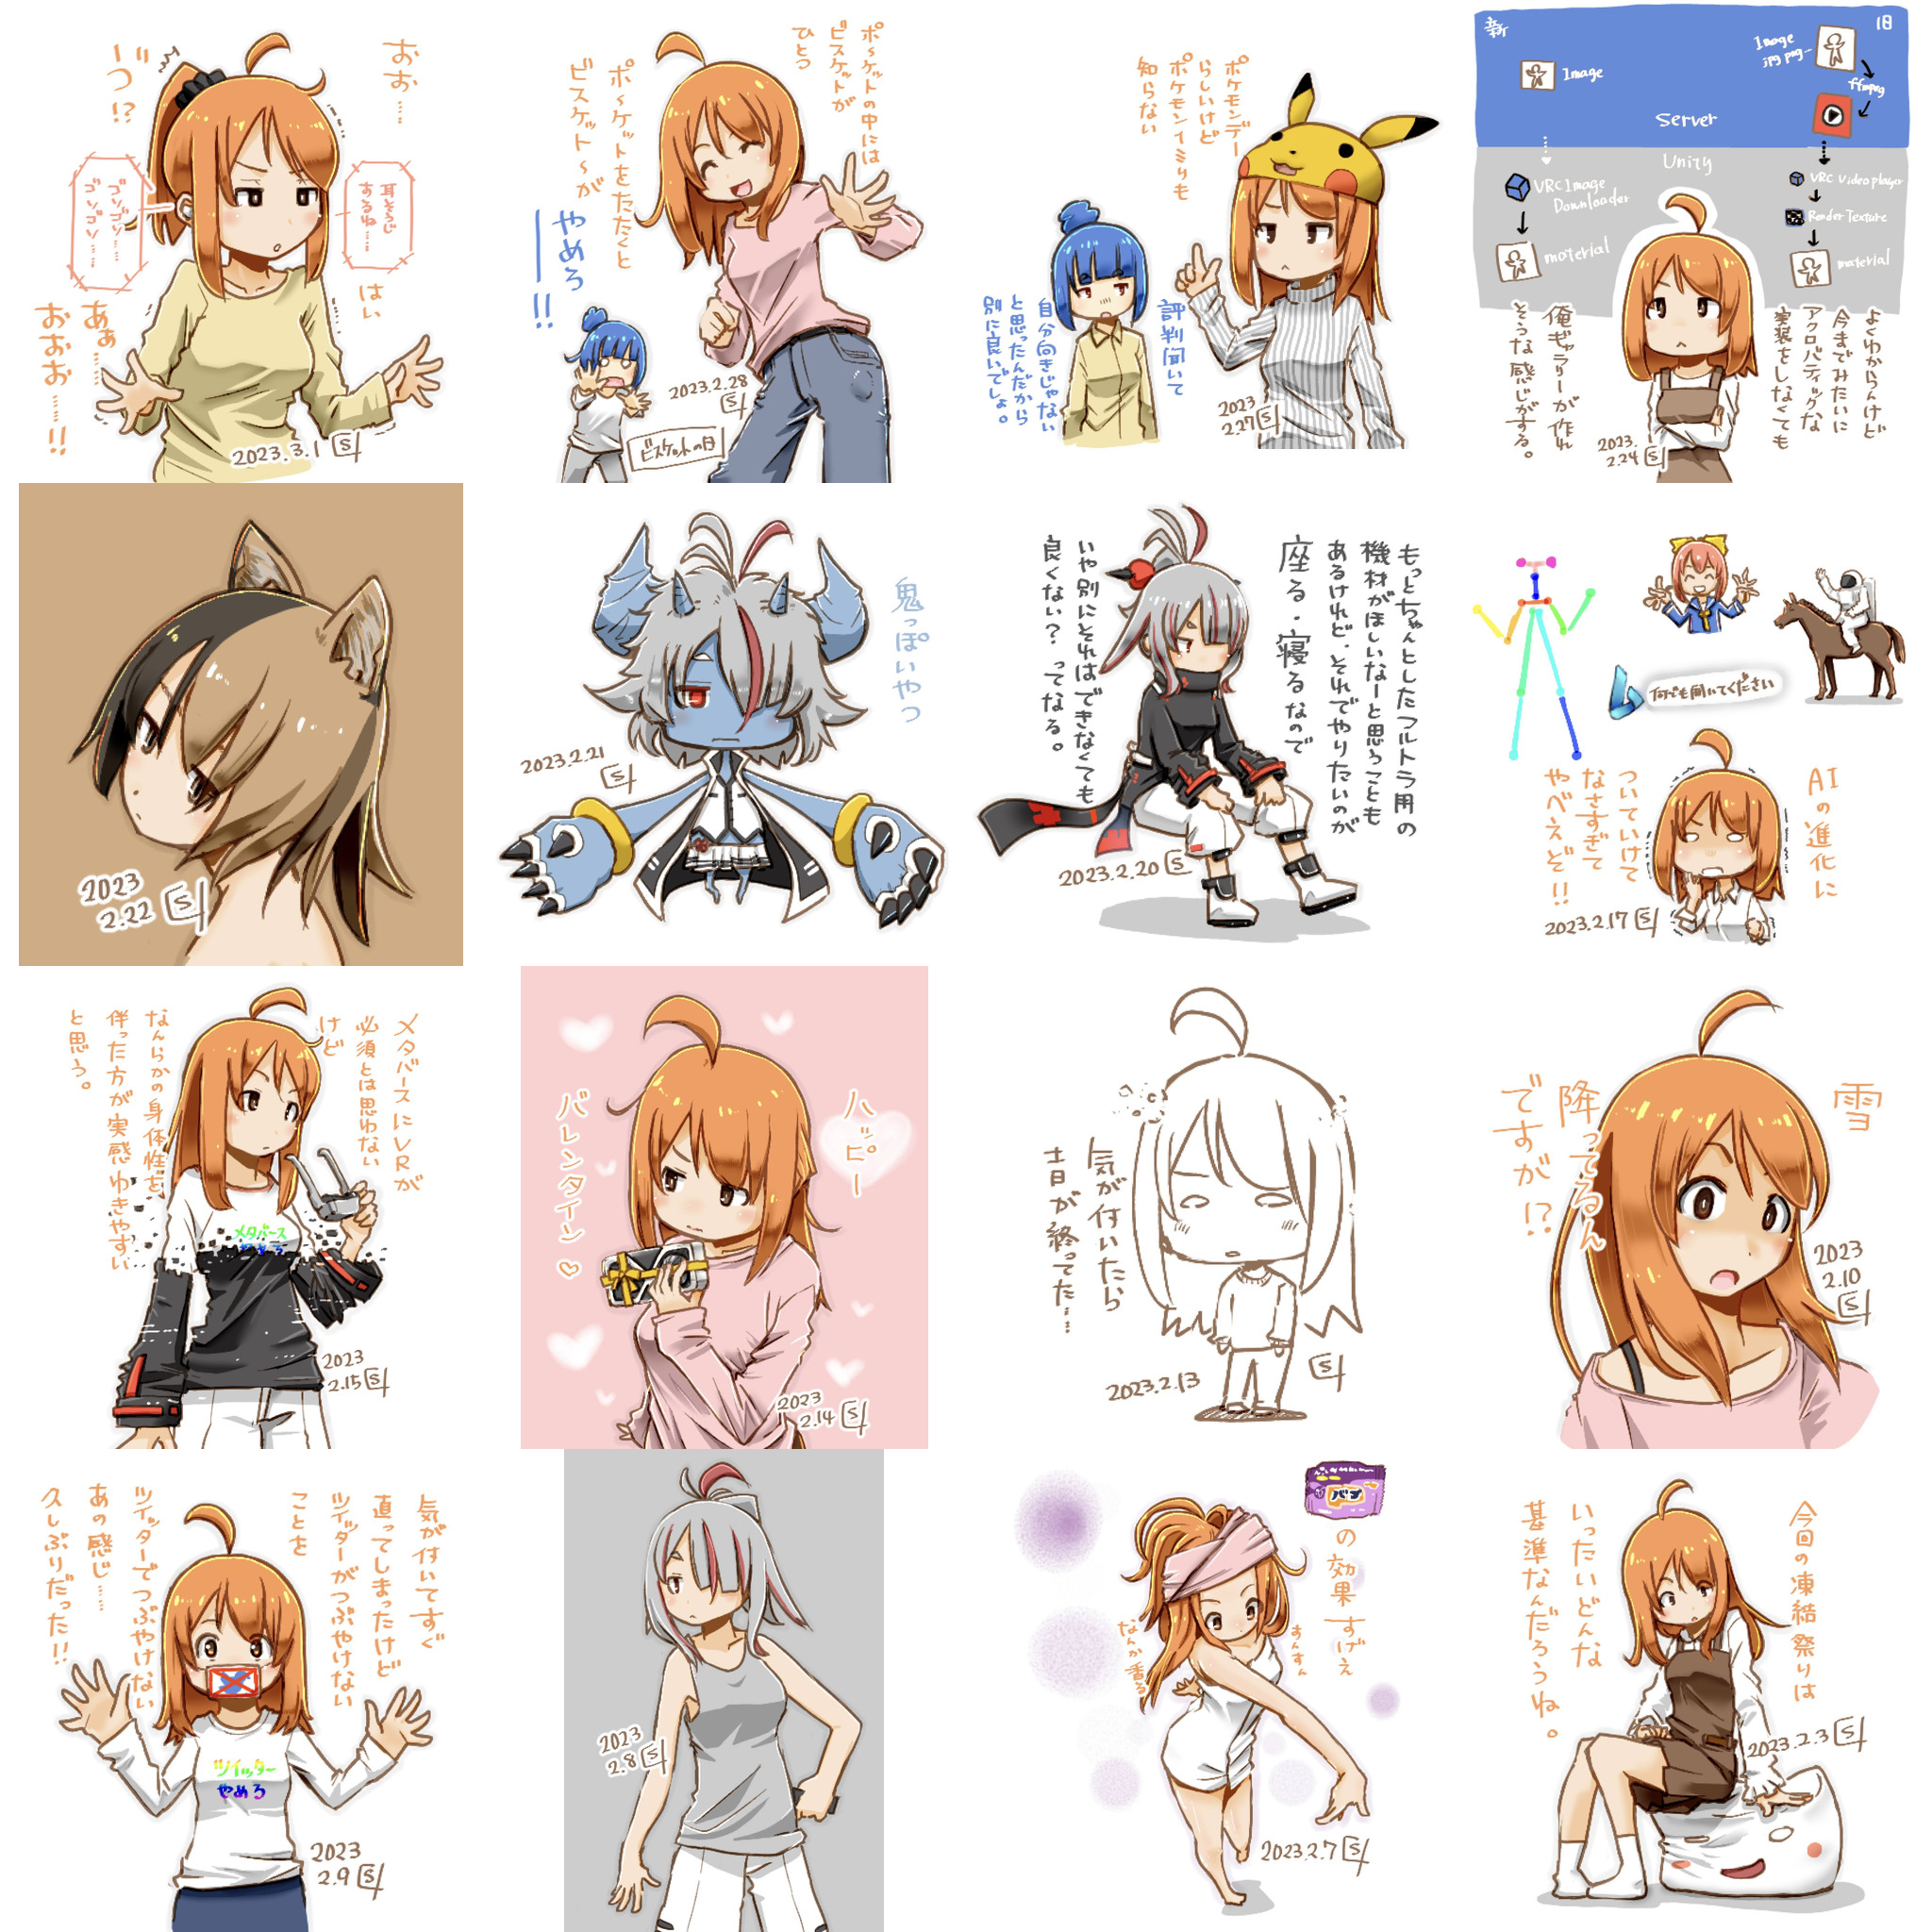 おお……
ーっ!?
耳そうじ
するね……
ゴソゴソ……
ゴソゴソ……
はい
あぁ……
おおお……!!
2023.3.1
ポケットの中には
ビスケットが
ひとつ
ポケットをたたくと
ビスケット〜が
やめろ
ーー!!
2023.2.28
ビスケットの日
ポケモンデー
らしいけど
ポケモン1ミリも
知らない
評判聞いて
自分向きじゃない
と思ったんだから
別に良いでしょ。
2023
2.27
新
旧
Image
Image
jpg png…
ffmpeg
Server
Unity
VRC Image
Downloader
material
VRC Video player
Render Texture
material
よくわからんけど
今までみたいに
アクロバティックな
実装をしなくても
俺ギャラリーが作れ
そうな感じがする。
2023.
2.24
2023
2.22
鬼っぽいやつ
2023.2.21
もっとちゃんとしたフルトラ用の
機材がほしいなーと思うことも
あるけれど、それでやりたいのが
座る・寝るなので
いや別にそれはできなくても
良くない?ってなる。
2023.2.20
何でも聞いてください
AIの進化に
ついていけて
なさすぎて
やべえぞ!!
2023.2.17
メタバースにVRが
必須とは思わない
けど
なんらかの身体性を
伴った方が実感わきやすい
と思う。
メタバース
やめろ
2023
2.15
ハッピー
バレンタイン♡
2023
2.14
気が付いたら
土日が終ってた…
2023.2.13
雪
降ってるん
ですが!?
2023
2.10
気が付いてすぐ
直ってしまったけど
ツイッターがつぶやけない
ことを
ツイッターでつぶやけない
あの感じ……
久しぶりだった!!
ツイッター
やめろ
2023
2.9
2023
2.8
バブ
の効果すげえ
なんか香る
2023.2.7
今回の凍結祭りは
いったいどんな
基準なんだろうね。
2023.2.3